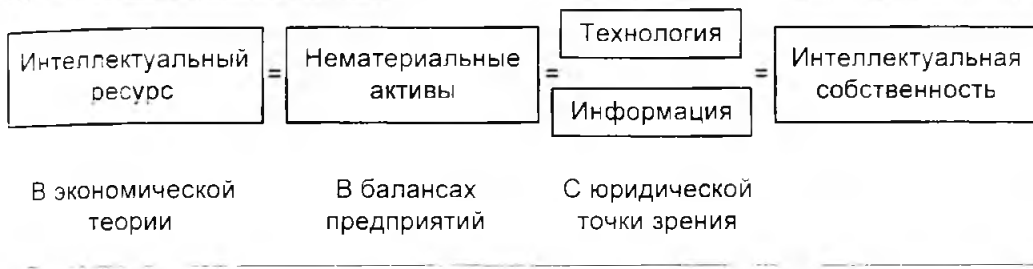 Интеллектуальный
ресурс
=
Нематериальные
активы
=
Технология
Информация
=
Интеллектуальная
собственность
В экономической
теории
В балансах
предприятий
С юридической
точки зрения